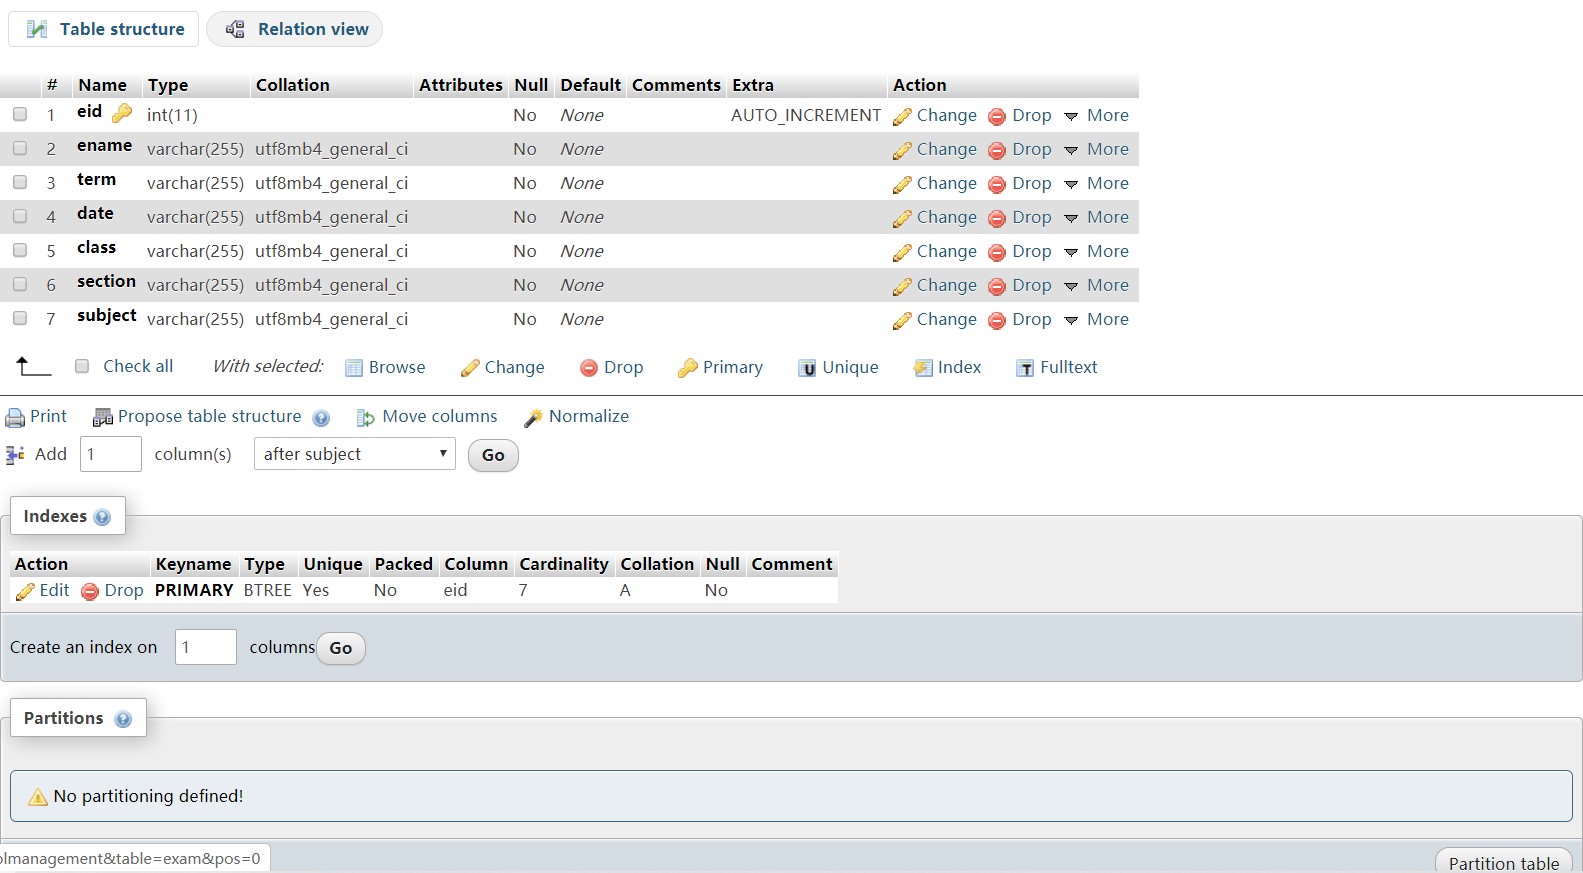 Table structure Relation view
# Name Type Collation Attributes Null Default Comments Extra Action
1 eid int(11) No None AUTO_INCREMENT Change Drop More
2 ename varchar(255) utf8mb4_general_ci No None Change Drop More
3 term varchar(255) utf8mb4_general_ci No None Change Drop More
4 date varchar(255) utf8mb4_general_ci No None Change Drop More
5 class varchar(255) utf8mb4_general_ci No None Change Drop More
6 section varchar(255) utf8mb4_general_ci No None Change Drop More
7 subject varchar(255) utf8mb4_general_ci No None Change Drop More
Check all With selected: Browse Change Drop Primary Unique Index Fulltext
Print Propose table structure Move columns Normalize
Add 1 column(s) after subject Go
Indexes
Action Keyname Type Unique Packed Column Cardinality Collation Null Comment
Edit Drop PRIMARY BTREE Yes No eid 7 A No
Create an index on 1 columns Go
Partitions
No partitioning defined!
olmanagement&table=exam&pos=0
Partition table